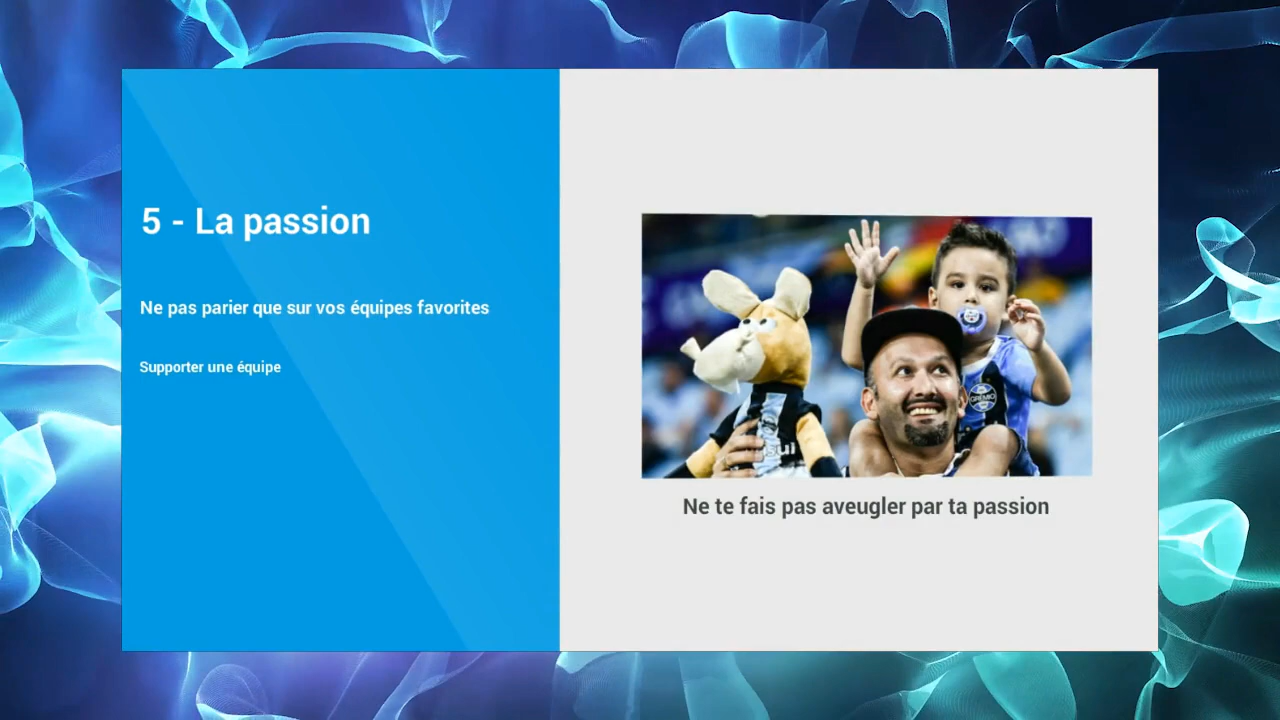 5 - La passion
Ne pas parier que sur vos équipes favorites
Supporter une équipe
GRÊMIO
Ne te fais pas aveugler par ta passion